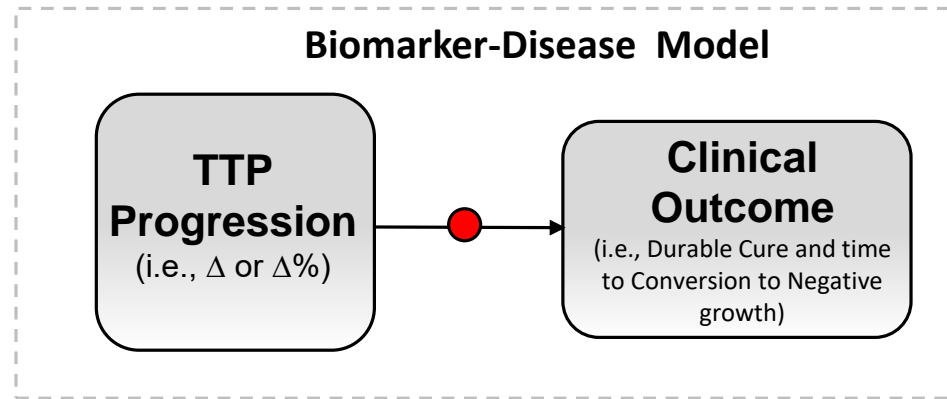 Biomarker-Disease Model
TTP
Progression
(i.e., Δ or Δ%)
Clinical
Outcome
(i.e., Durable Cure and time
to Conversion to Negative
growth)